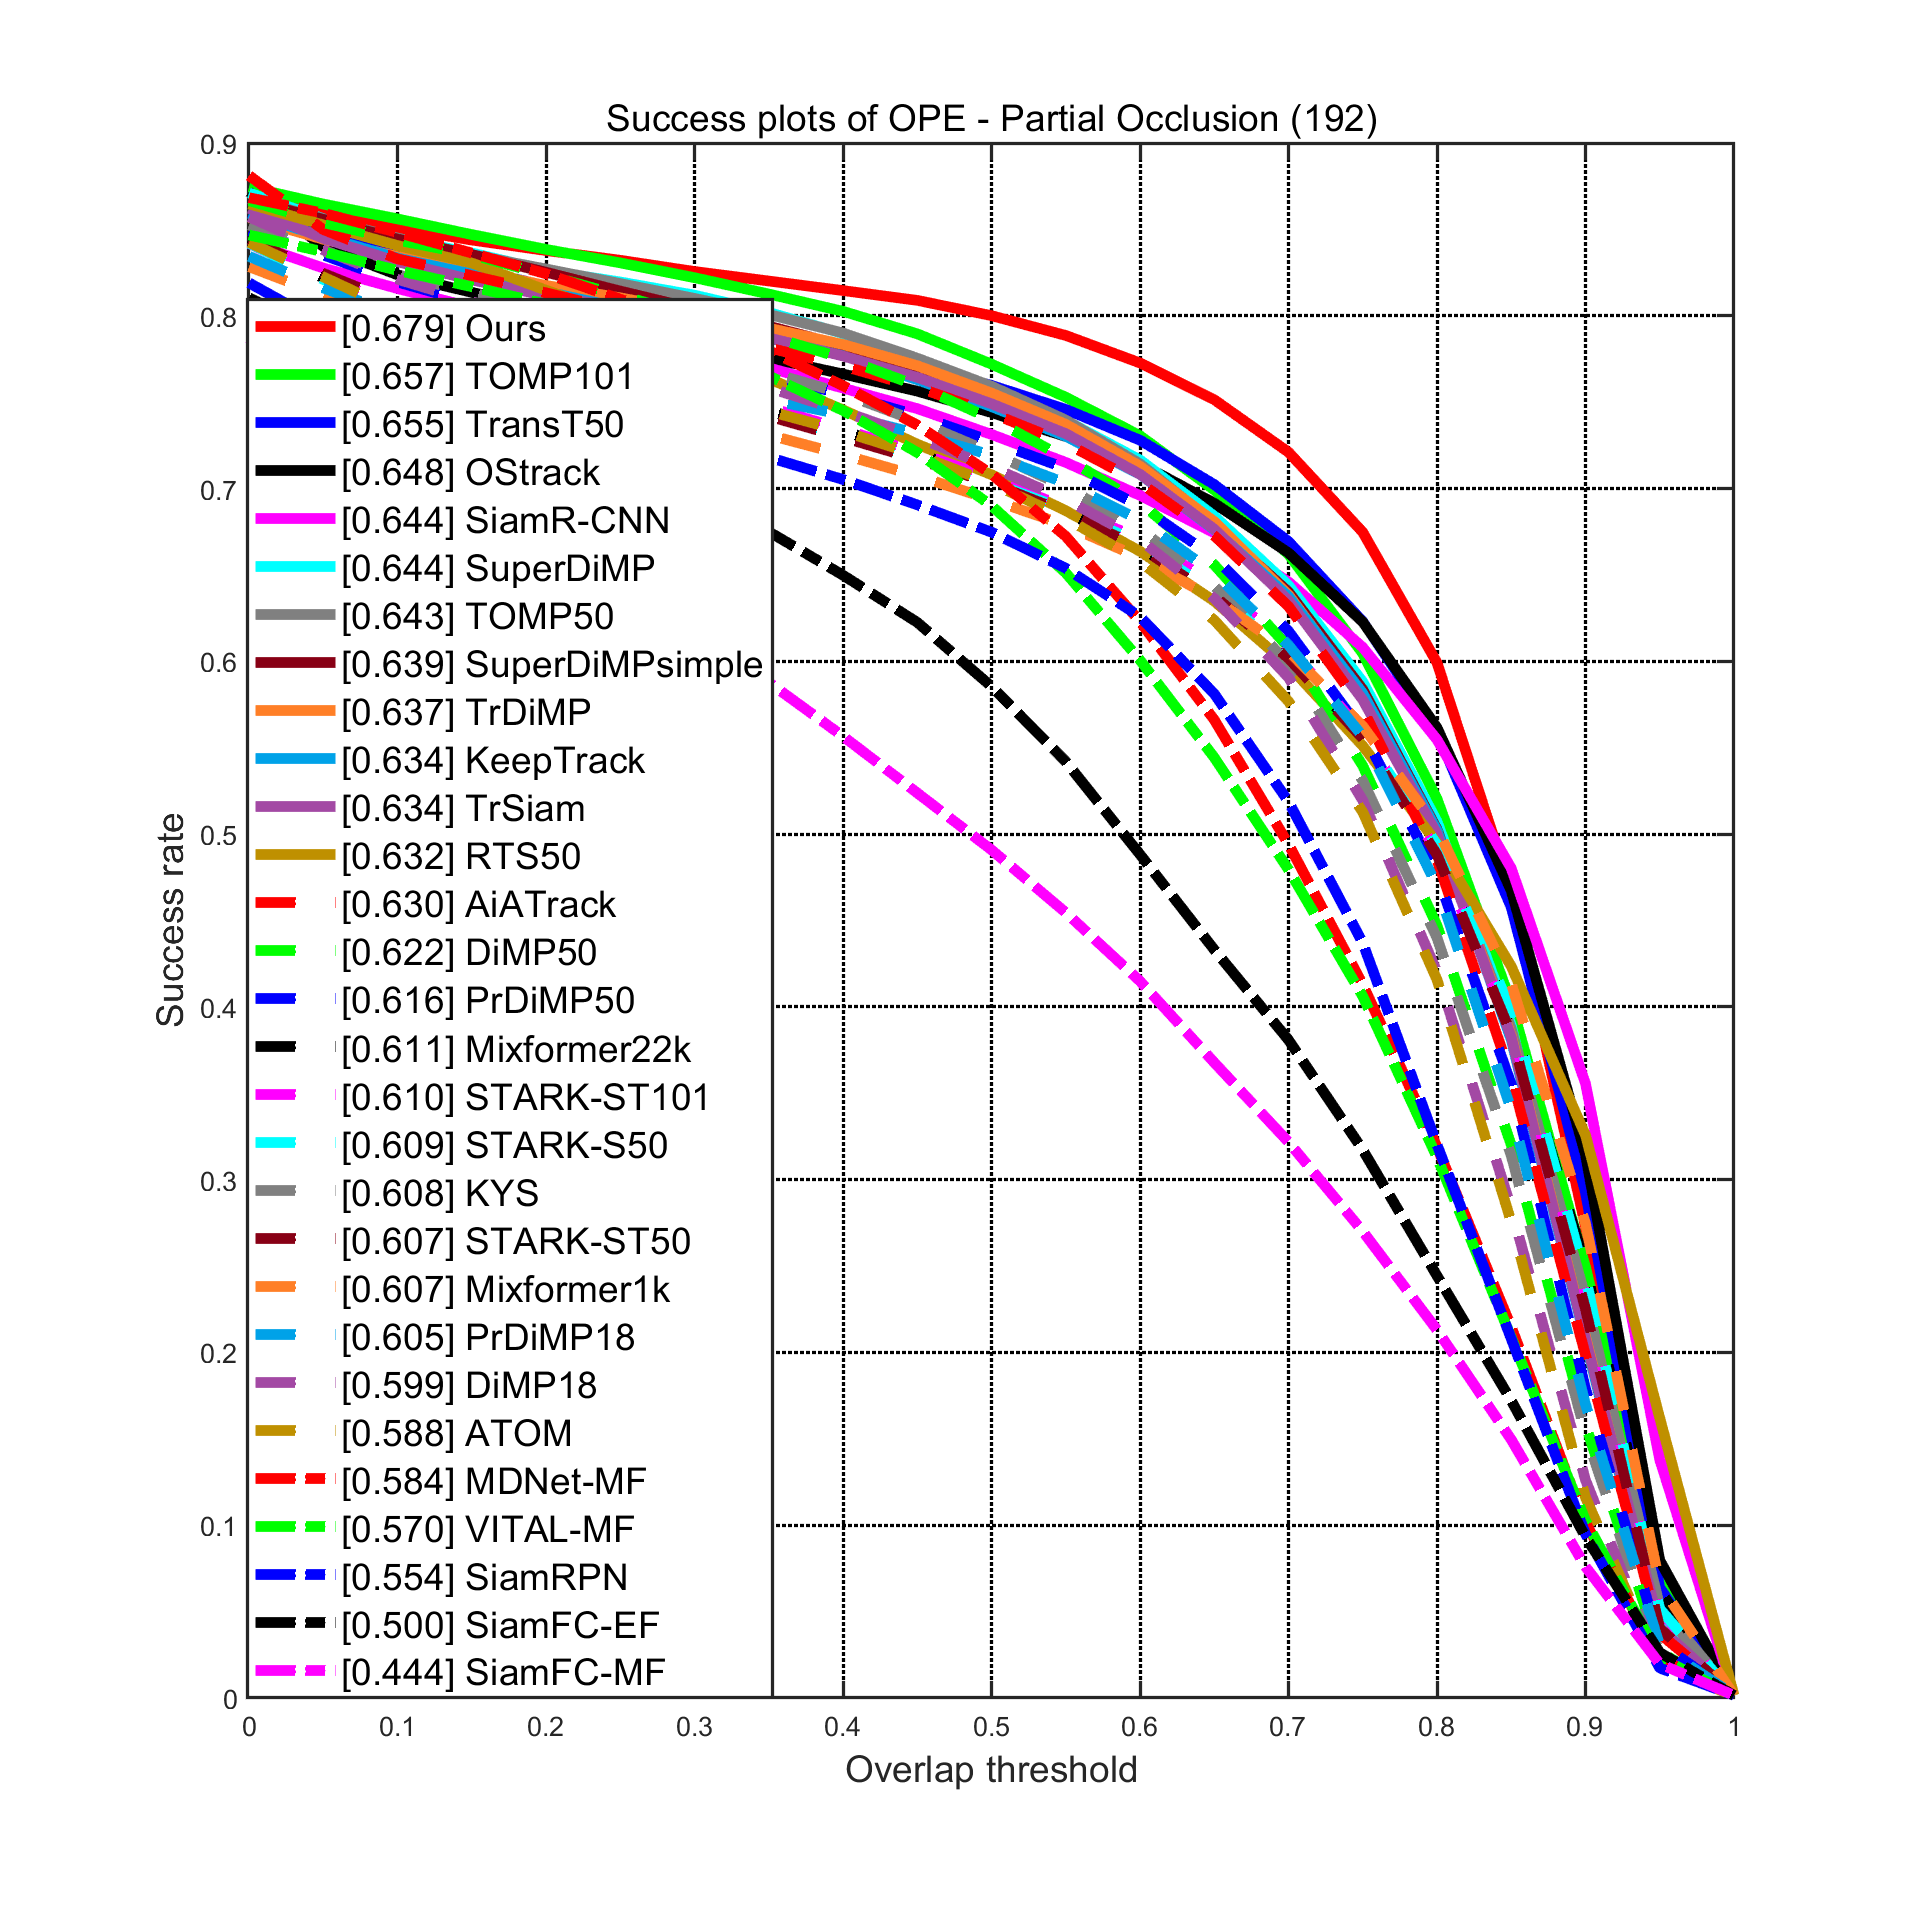 Success plots of OPE - Partial Occlusion (192)
0.9
0.8
0.7
0.6
0.5
0.4
0.3
0.2
0.1
0
Success rate
[0.679] Ours
[0.657] TOMP101
[0.655] TransT50
[0.648] OStrack
[0.644] SiamR-CNN
[0.644] SuperDiMP
[0.643] TOMP50
[0.639] SuperDiMPsimple
[0.637] TrDiMP
[0.634] KeepTrack
[0.634] TrSiam
[0.632] RTS50
[0.630] AiATrack
[0.622] DiMP50
[0.616] PrDiMP50
[0.611] Mixformer22k
[0.610] STARK-ST101
[0.609] STARK-S50
[0.608] KYS
[0.607] STARK-ST50
[0.607] Mixformer1k
[0.605] PrDiMP18
[0.599] DiMP18
[0.588] ATOM
[0.584] MDNet-MF
[0.570] VITAL-MF
[0.554] SiamRPN
[0.500] SiamFC-EF
[0.444] SiamFC-MF
0 0.1 0.2 0.3 0.4 0.5 0.6 0.7 0.8 0.9 1
Overlap threshold